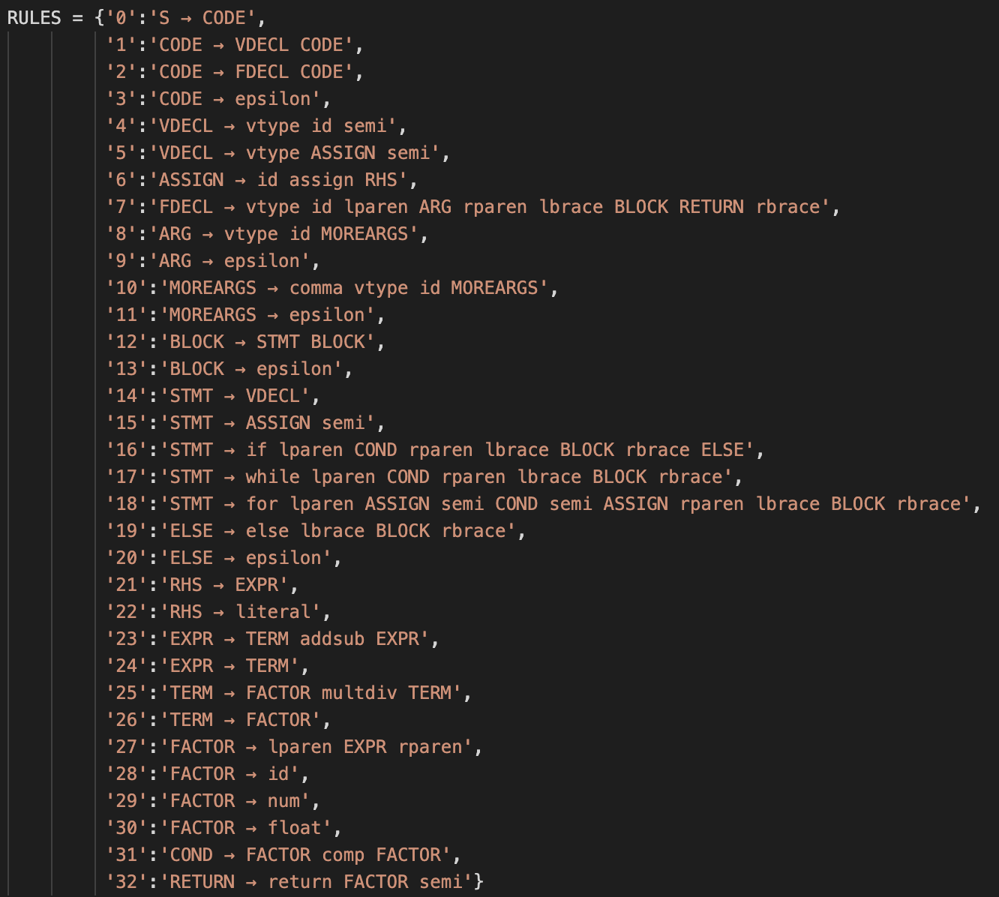 RULES = {'0':'S → CODE',
'1':'CODE → VDECL CODE',
'2':'CODE → FDECL CODE',
'3':'CODE → epsilon',
'4':'VDECL → vtype id semi',
'5':'VDECL → vtype ASSIGN semi',
'6':'ASSIGN → id assign RHS',
'7':'FDECL → vtype id lparen ARG rparen lbrace BLOCK RETURN rbrace',
'8':'ARG → vtype id MOREARGS',
'9':'ARG → epsilon',
'10':'MOREARGS → comma vtype id MOREARGS',
'11':'MOREARGS → epsilon',
'12':'BLOCK → STMT BLOCK',
'13':'BLOCK → epsilon',
'14':'STMT → VDECL',
'15':'STMT → ASSIGN semi',
'16':'STMT → if lparen COND rparen lbrace BLOCK rbrace ELSE',
'17':'STMT → while lparen COND rparen lbrace BLOCK rbrace',
'18':'STMT → for lparen ASSIGN semi COND semi ASSIGN rparen lbrace BLOCK rbrace',
'19':'ELSE → else lbrace BLOCK rbrace',
'20':'ELSE → epsilon',
'21':'RHS → EXPR',
'22':'RHS → literal',
'23':'EXPR → TERM addsub EXPR',
'24':'EXPR → TERM',
'25':'TERM → FACTOR multdiv TERM',
'26':'TERM → FACTOR',
'27':'FACTOR → lparen EXPR rparen',
'28':'FACTOR → id',
'29':'FACTOR → num',
'30':'FACTOR → float',
'31':'COND → FACTOR comp FACTOR',
'32':'RETURN → return FACTOR semi'}